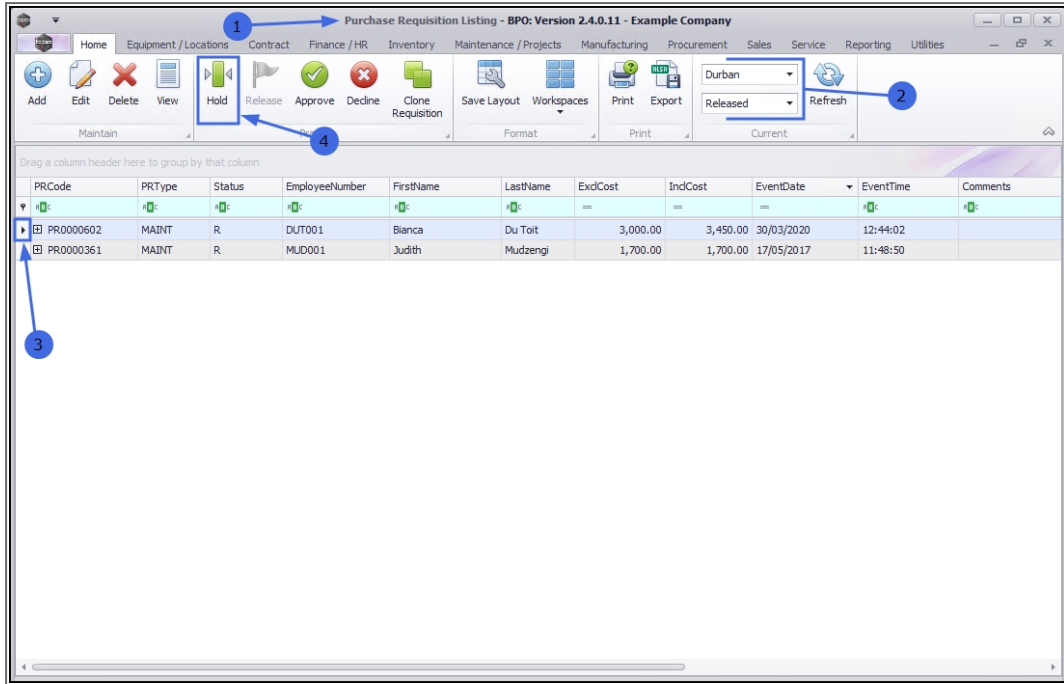 1
Purchase Requisition Listing - BPO: Version 2.4.0.11 - Example Company
Home Equipment / Locations Contract Finance / HR Inventory Maintenance / Projects Manufacturing Procurement Sales Service Reporting Utilities
Add Edit Delete View Hold Release Approve Decline Clone Requisition Save Layout Workspaces Print Export Durban Released Refresh
2
Maintain 4 Format Print Current
Drag a column header here to group by that column
PRCode PRType Status EmployeeNumber FirstName LastName ExclCost InclCost EventDate EventTime Comments
PR0000602 MAINT R DUT001 Bianca Du Toit 3,000.00 3,450.00 30/03/2020 12:44:02
PR0000361 MAINT R MUD001 Judith Mudzengi 1,700.00 1,700.00 17/05/2017 11:48:50
3